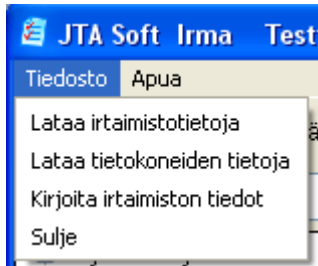 JTA Soft Irma Test
Tiedosto Apua
Lataa irtaimistotietoja
Lataa tietokoneiden tietoja
Kirjoita irtaimiston tiedot
Sulje